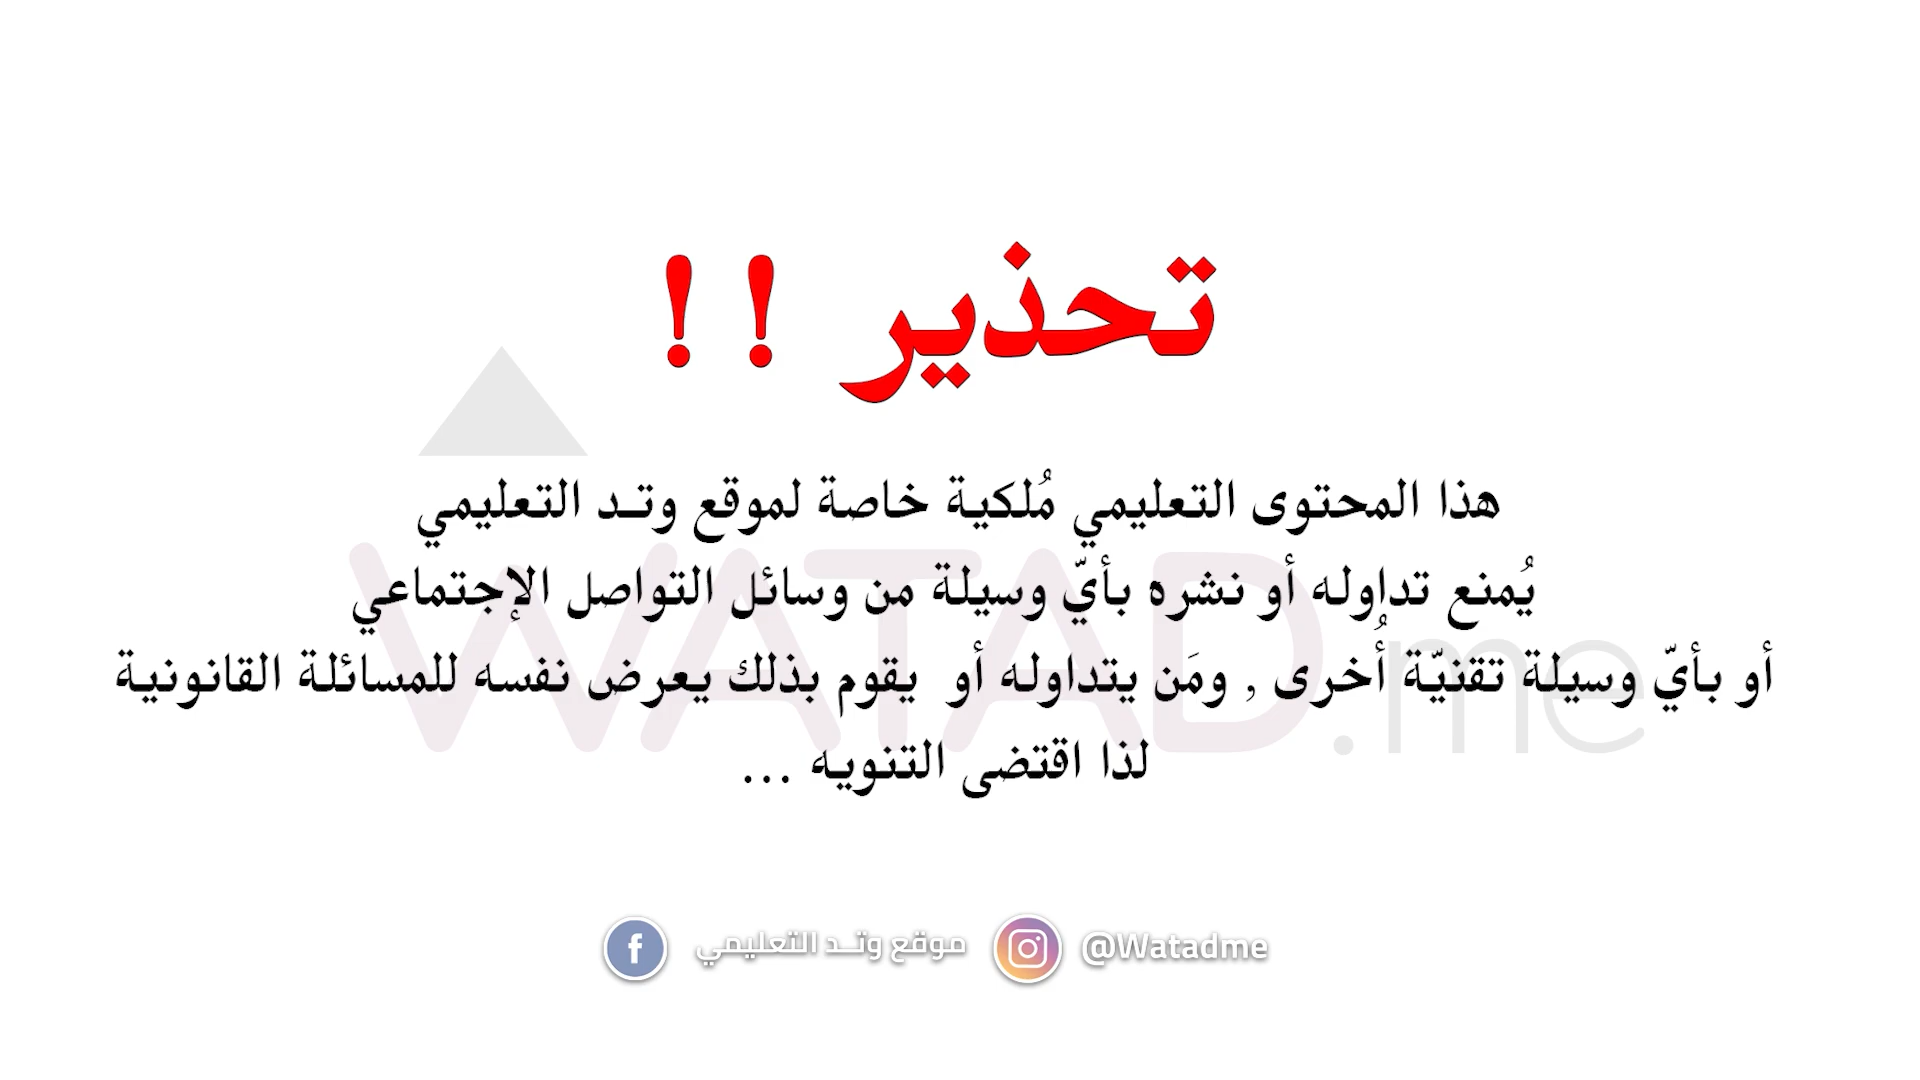 تحذير ! !
هذا المحتوى التعليمي مُلكية خاصة لموقع وتـد التعليمي
يُمنع تداوله أو نشره بأيّ وسيلة من وسائل التواصل الإجتماعي
أو بأيّ وسيلة تقنيّة أُخرى , ومَن يتداوله أو يقوم بذلك يعرض نفسه للمسائلة القانونية
لذا اقتضى التنويه ...
WATAD.me
موقع وتـد التعليمي @Watadme